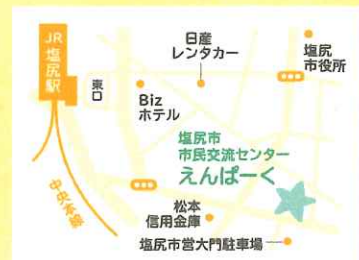 JR
塩尻駅
東口
日産
レンタカー
塩尻
市役所
Biz
ホテル
塩尻市
市民交流センター
えんぱーく
中央本線
松本
信用金庫
塩尻市営大門駐車場